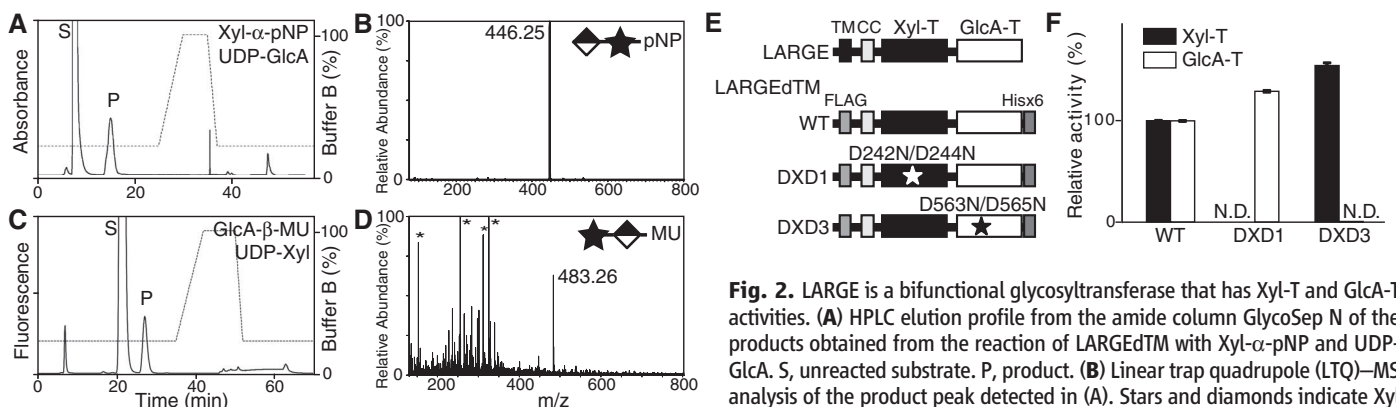 A
S
P
Xyl-α-pNP
UDP-GlcA
100
0
Absorbance
Buffer B (%)
0 20 40
B
100
446.25
pNP
0
Relative Abundance (%)
200 400 600 800
C
S
P
GlcA-β-MU
UDP-Xyl
100
0
Fluorescence
Buffer B (%)
0 20 40 60
Time (min)
D
100
* * * *
MU
483.26
0
Relative Abundance (%)
200 400 600 800
m/z
E
TM CC Xyl-T GlcA-T
LARGE
LARGEdTM
FLAG Hisx6
WT
D242N/D244N
DXD1
D563N/D565N
DXD3
F
Xyl-T
GlcA-T
100
Relative activity (%)
N.D. N.D.
WT DXD1 DXD3
Fig. 2. LARGE is a bifunctional glycosyltransferase that has Xyl-T and GlcA-T
activities. (A) HPLC elution profile from the amide column GlycoSep N of the
products obtained from the reaction of LARGEdTM with Xyl-α-pNP and UDP-
GlcA. S, unreacted substrate. P, product. (B) Linear trap quadrupole (LTQ)–MS
analysis of the product peak detected in (A). Stars and diamonds indicate Xyl